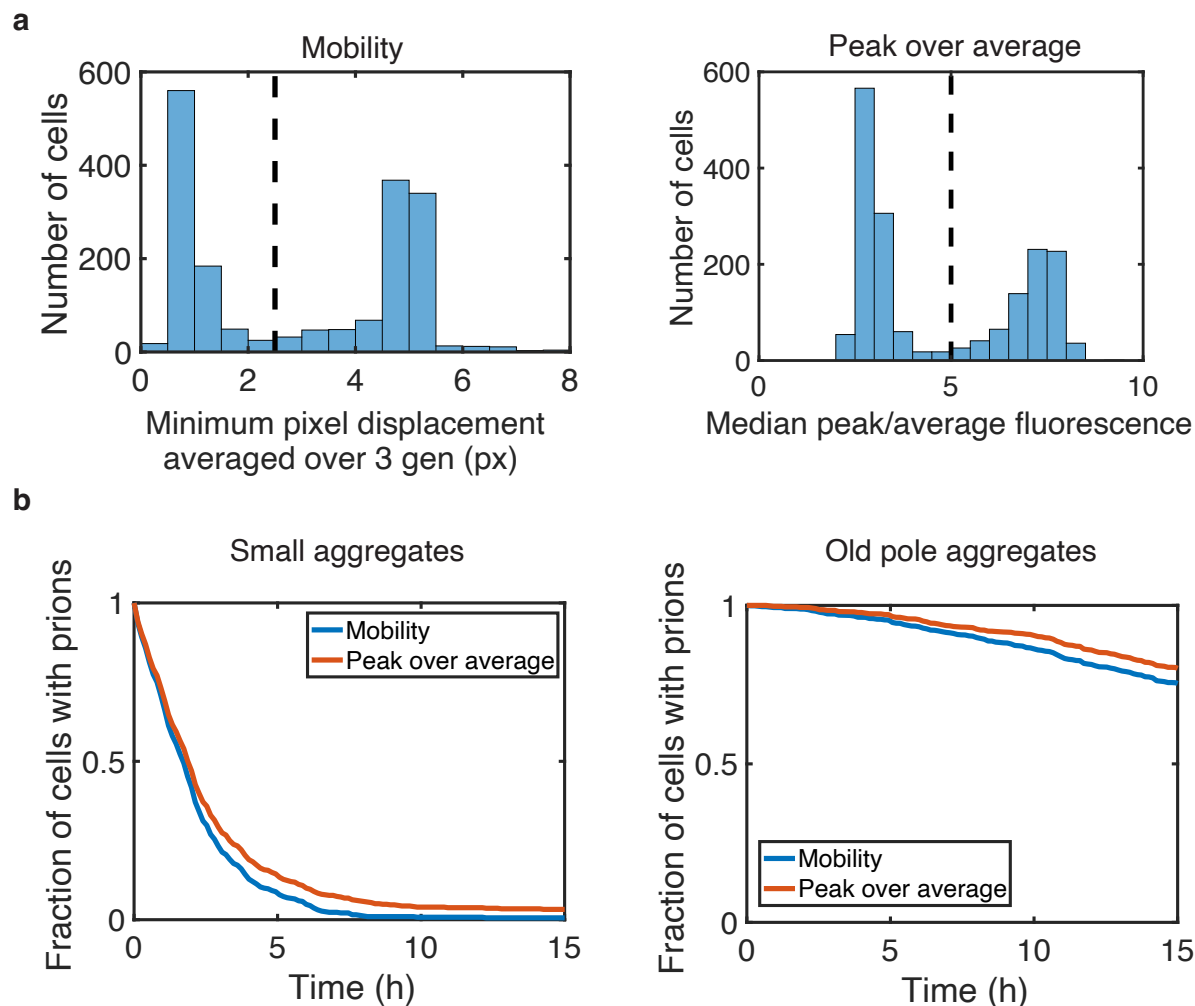 a
Mobility
600
400
200
0
Number of cells
0 2 4 6 8
Minimum pixel displacement
averaged over 3 gen (px)
Peak over average
600
400
200
0
Number of cells
0 5 10
Median peak/average fluorescence
b
Small aggregates
1
0.5
0
Fraction of cells with prions
Mobility
Peak over average
0 5 10 15
Time (h)
Old pole aggregates
1
0.5
0
Fraction of cells with prions
Mobility
Peak over average
0 5 10 15
Time (h)